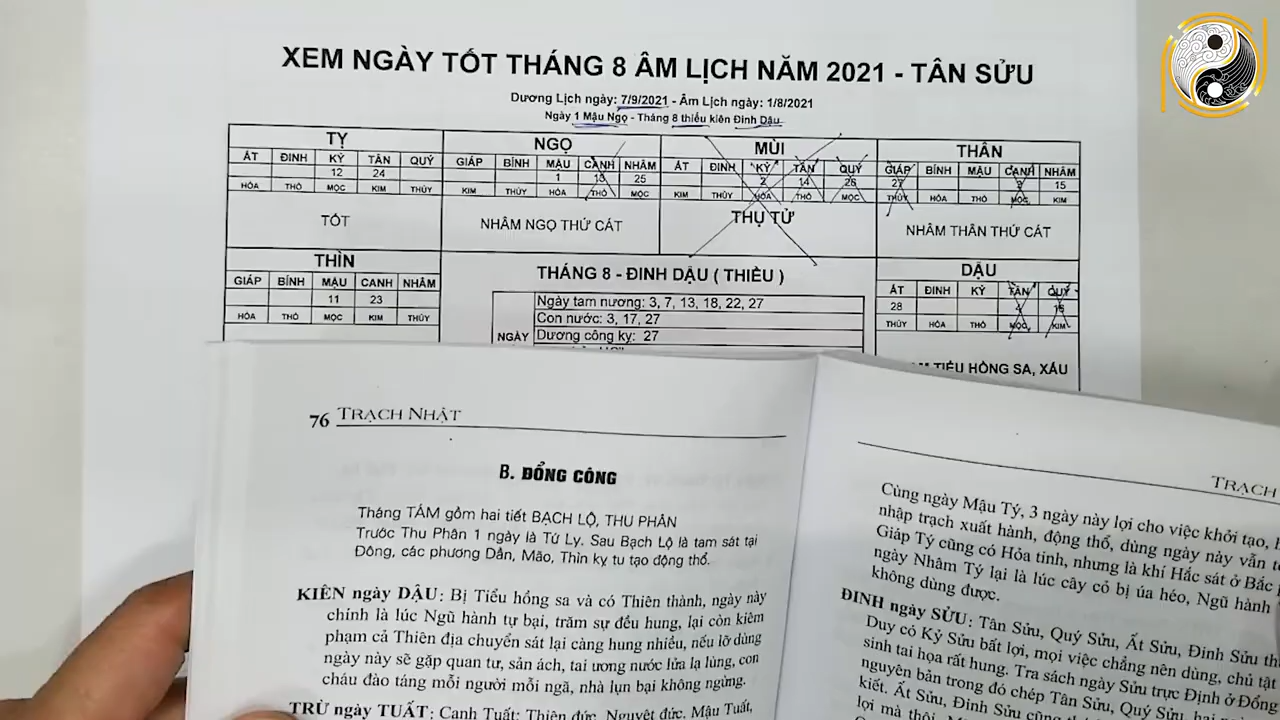 XEM NGÀY TỐT THÁNG 8 ÂM LỊCH NĂM 2021 - TÂN SỬU
Dương Lịch ngày: 7/9/2021 - Âm Lịch ngày: 1/8/2021
Ngày 1 Mậu Ngọ - Tháng 8 thiếu kiên Đinh Dậu
TỴ NGỌ MÙI THÂN
ẤT ĐINH KỶ TÂN QUÝ GIÁP BÍNH MẬU CANH NHÂM ẤT ĐINH KỶ TÂN QUÝ GIÁP BÍNH MẬU CANH NHÂM
12 24 1 13 25 2 14 26 27 3 15
HỎA THỔ MỘC KIM THỦY KIM THỦY HỎA THỔ MỘC KIM THỦY HỎA THỔ MỘC THỦY HỎA THỔ MỘC KIM
TỐT NHÂM NGỌ THỨ CÁT THỤ TỬ NHÂM THÂN THỨ CÁT
THÌN
GIÁP BÍNH MẬU CANH NHÂM
11 23
HỎA THỔ MỘC KIM THỦY
THÁNG 8 - ĐINH DẬU ( THIẾU )
NGÀY
Ngày tam nương: 3, 7, 13, 18, 22, 27
Con nước: 3, 17, 27
Dương công kỵ: 27
DẬU
ẤT ĐINH KỶ TÂN QUÝ
28 4 16
THỦY HỎA THỔ MỘC KIM
TIỂU HỒNG SA, XẤU
76 TRẠCH NHẬT
B. ĐỔNG CÔNG
Tháng TÁM gồm hai tiết BẠCH LỘ, THU PHÂN
Trước Thu Phân 1 ngày là Tứ Ly. Sau Bạch Lộ là tam sát tại
Đông, các phương Dần, Mão, Thìn kỵ tu tạo động thổ.
KIÊN ngày DẬU: Bị Tiểu hồng sa và có Thiên thành, ngày này
chính là lúc Ngũ hành tự bại, trăm sự đều hung, lại còn kiêm
phạm cả Thiên địa chuyển sát lại càng hung nhiều, nếu lỡ dùng
ngày này sẽ gặp quan tư, sản ách, tai ương nước lửa lạ lùng, con
cháu đào táng mỗi người mỗi ngã, nhà lụn bại không ngừng.
TRỪ ngày TUẤT: Canh Tuất: Thiên đức, Nguyệt đức. Mậu Tuất,
TRẠCH
Cùng ngày Mậu Tý, 3 ngày này lợi cho việc khởi tạo,
nhập trạch xuất hành, động thổ, dùng ngày này vẫn
Giáp Tý cũng có Hỏa tinh, nhưng là khí Hắc sát ở Bắc
ngày Nhâm Tý lại là lúc cây cỏ bị úa héo, Ngũ hành
không dùng được.
ĐINH ngày SỬU: Tân Sửu, Quý Sửu, Ất Sửu, Đinh Sửu
Duy có Kỷ Sửu bất lợi, mọi việc chẳng nên dùng, chủ tật
sinh tai họa rất hung. Tra sách ngày Sửu trực Định ở Đổng
nguyên bản trong đó chép Tân Sửu, Quý Sửu,
kiết. Ất Sửu, Đinh Sửu cũng
lợi mà thôi.